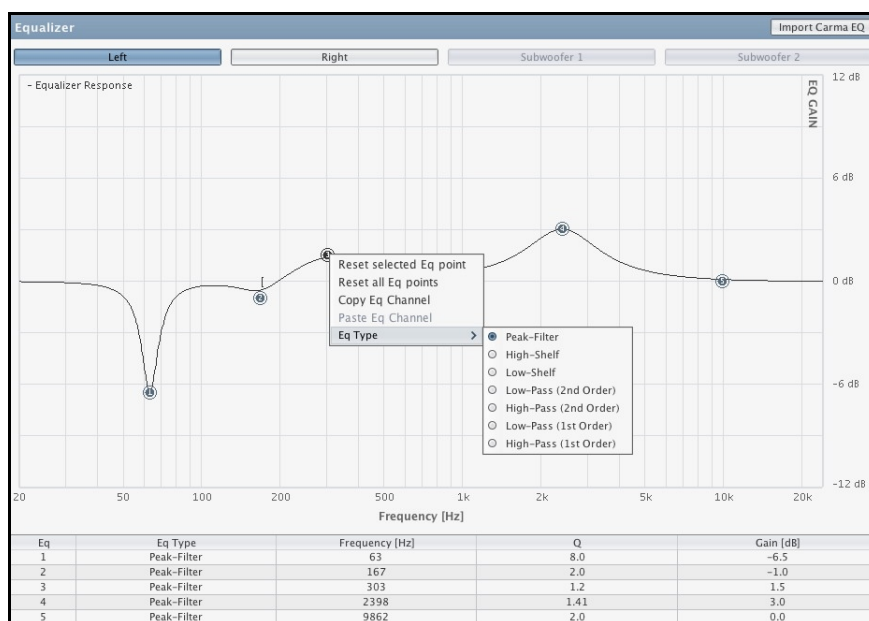 Equalizer Import Carma EQ
Left Right Subwoofer 1 Subwoofer 2
- Equalizer Response
EQ GAIN
12 dB
6 dB
0 dB
-6 dB
-12 dB
1
2
[
3
4
5
Reset selected Eq point
Reset all Eq points
Copy Eq Channel
Paste Eq Channel
Eq Type
Peak-Filter
High-Shelf
Low-Shelf
Low-Pass (2nd Order)
High-Pass (2nd Order)
Low-Pass (1st Order)
High-Pass (1st Order)
20 50 100 200 500 1k 2k 5k 10k 20k
Frequency [Hz]
Eq Eq Type Frequency [Hz] Q Gain [dB]
1 Peak-Filter 63 8.0 -6.5
2 Peak-Filter 167 2.0 -1.0
3 Peak-Filter 303 1.2 1.5
4 Peak-Filter 2398 1.41 3.0
5 Peak-Filter 9862 2.0 0.0